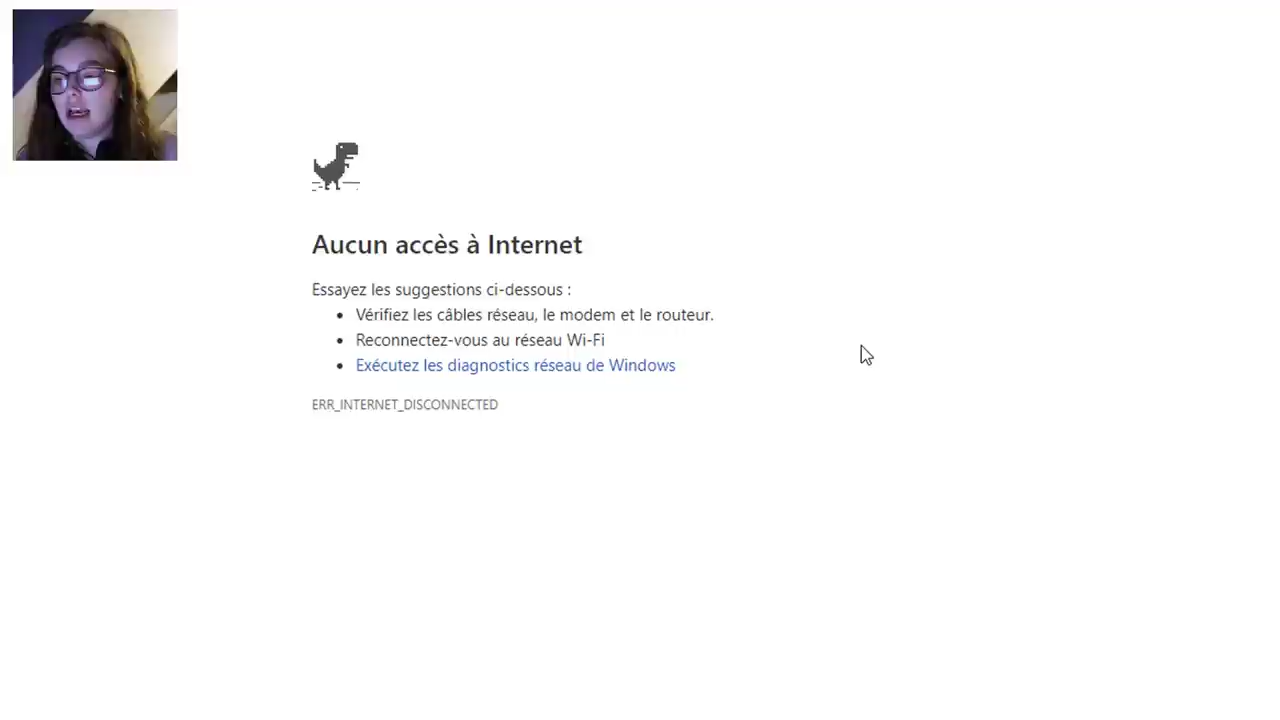 Aucun accès à Internet
Essayez les suggestions ci-dessous :
Vérifiez les câbles réseau, le modem et le routeur.
Reconnectez-vous au réseau Wi-Fi
Exécutez les diagnostics réseau de Windows
ERR_INTERNET_DISCONNECTED